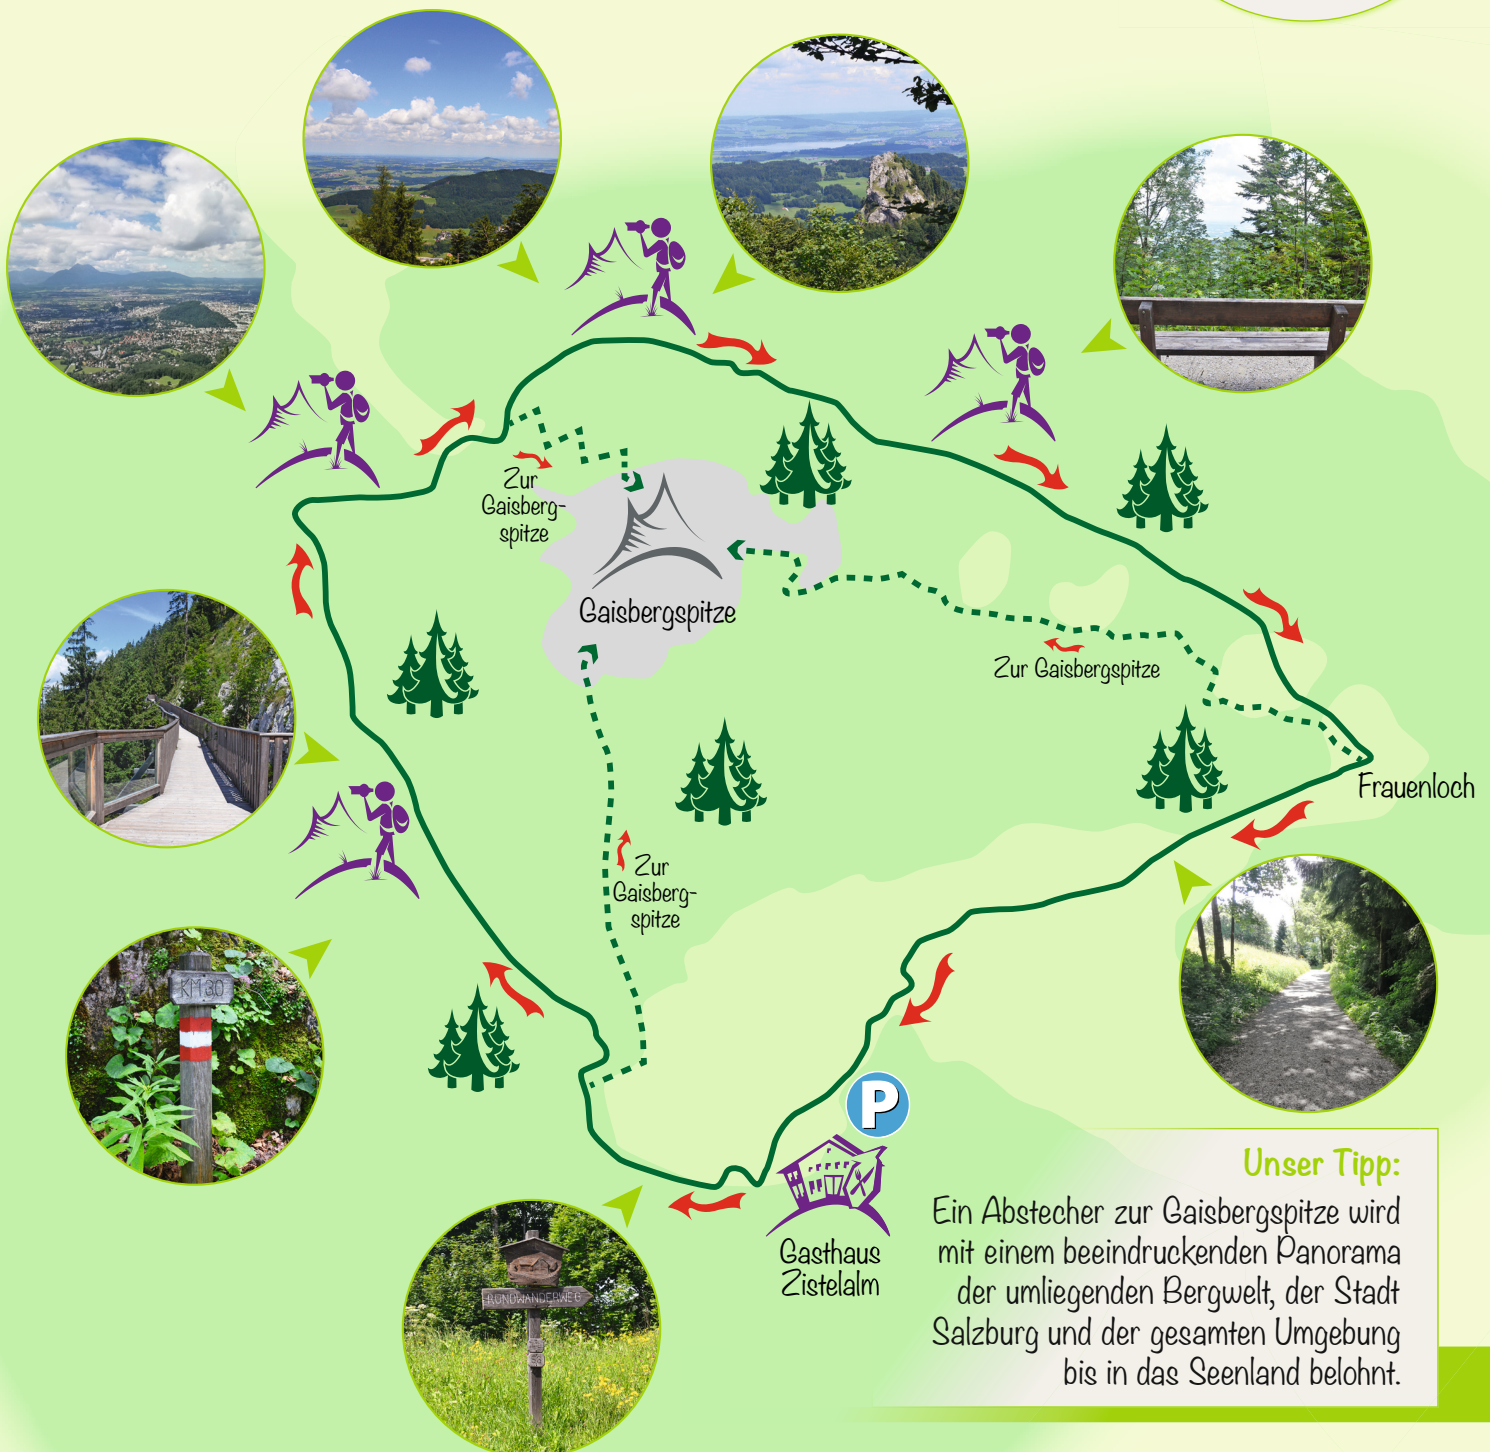 Zur
Gaisberg-
spitze
Gaisbergspitze
Zur Gaisbergspitze
Frauenloch
Zur
Gaisberg-
spitze
KM 3,0
P
Gasthaus
Zistelalm
RUNDWANDERWEG
Unser Tipp:
Ein Abstecher zur Gaisbergspitze wird
mit einem beeindruckenden Panorama
der umliegenden Bergwelt, der Stadt
Salzburg und der gesamten Umgebung
bis in das Seenland belohnt.